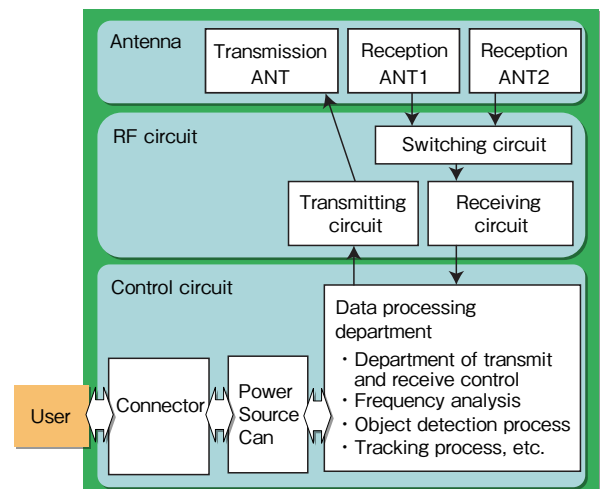 Antenna
Transmission
ANT
Reception
ANT1
Reception
ANT2
RF circuit
Switching circuit
Transmitting
circuit
Receiving
circuit
Control circuit
Data processing
department
・Department of transmit
and receive control
・Frequency analysis
・Object detection process
・Tracking process, etc.
User
Connector
Power
Source
Can